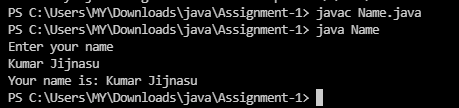 PS C:\Users\MY\Downloads\java\Assignment-1> javac Name.java
PS C:\Users\MY\Downloads\java\Assignment-1> java Name
Enter your name
Kumar Jijnasu
Your name is: Kumar Jijnasu
PS C:\Users\MY\Downloads\java\Assignment-1>